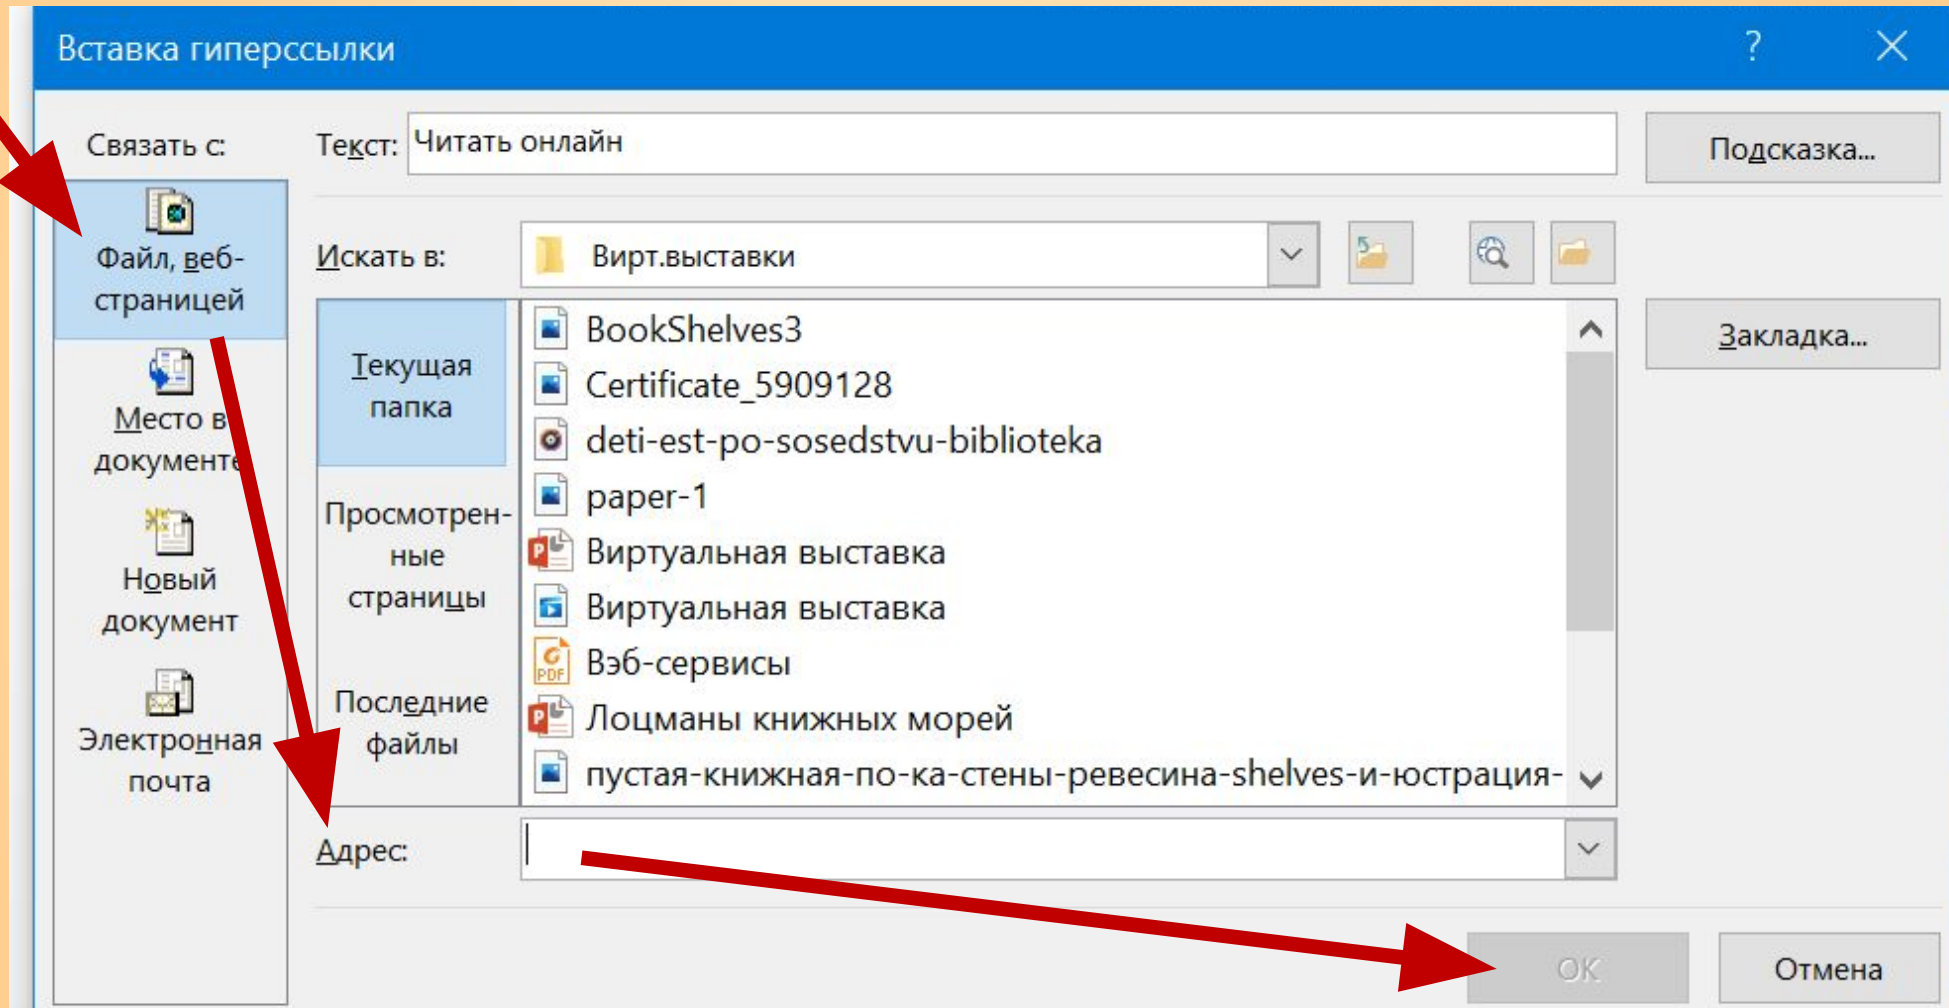 Вставка гиперссылки
?
Связать с:
Текст:
Читать онлайн
Подсказка...
Файл, веб-
страницей
Искать в:
Вирт.выставки
Место в
документе
Новый
документ
Электронная
почта
Текущая
папка
Просмотрен-
ные
страницы
Последние
файлы
BookShelves3
Certificate_5909128
deti-est-po-sosedstvu-biblioteka
paper-1
Виртуальная выставка
Виртуальная выставка
PDF
Вэб-сервисы
Лоцманы книжных морей
пустая-книжная-по-ка-стены-ревесина-shelves-и-юстрация-
Закладка...
Адрес:
ОК
Отмена